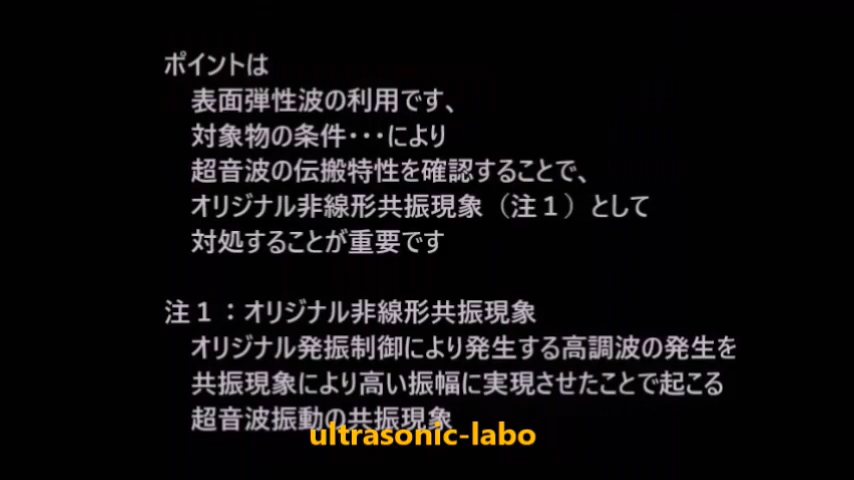 ポイントは
表面弾性波の利用です、
対象物の条件・・・により
超音波の伝搬特性を確認することで、
オリジナル非線形共振現象（注１）として
対処することが重要です
注１：オリジナル非線形共振現象
オリジナル発振制御により発生する高調波の発生を
共振現象により高い振幅に実現させたことで起こる
超音波振動の共振現象
ultrasonic-labo